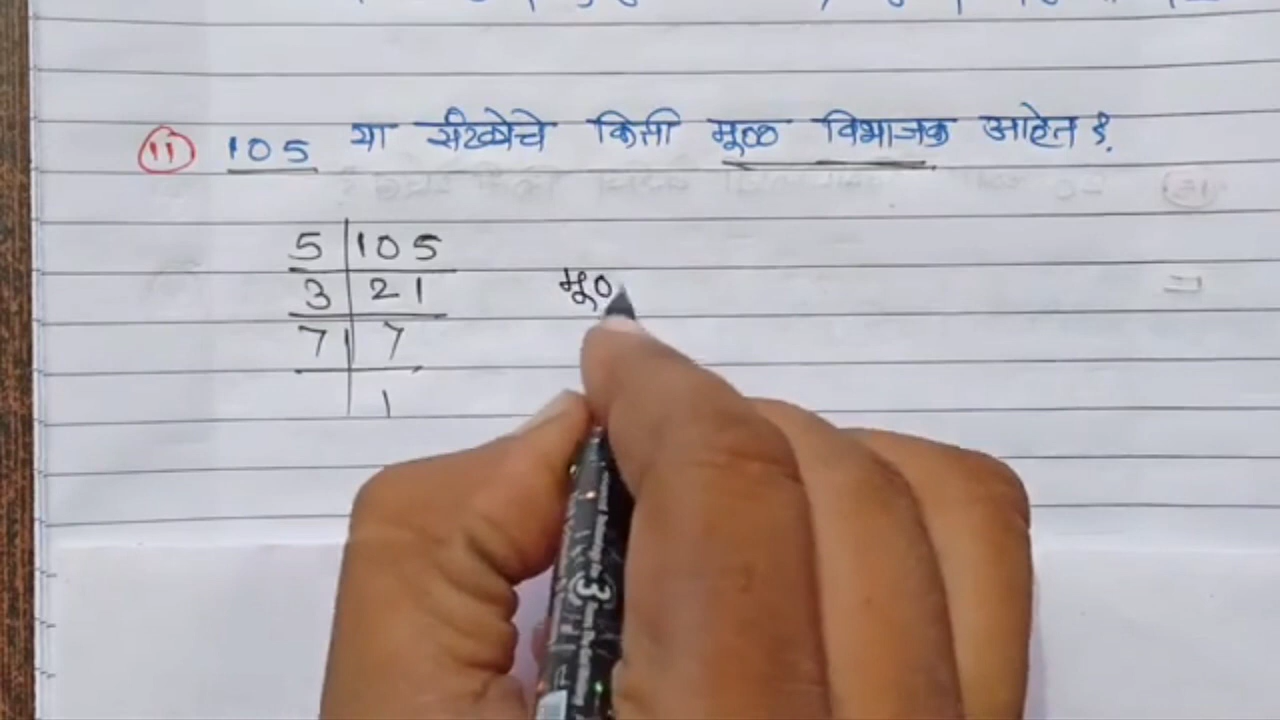 (11) 105 या संख्येचे किती मूळ विभाजक आहेत ?
5 | 105
3 | 21
7 | 7
1
मूळ